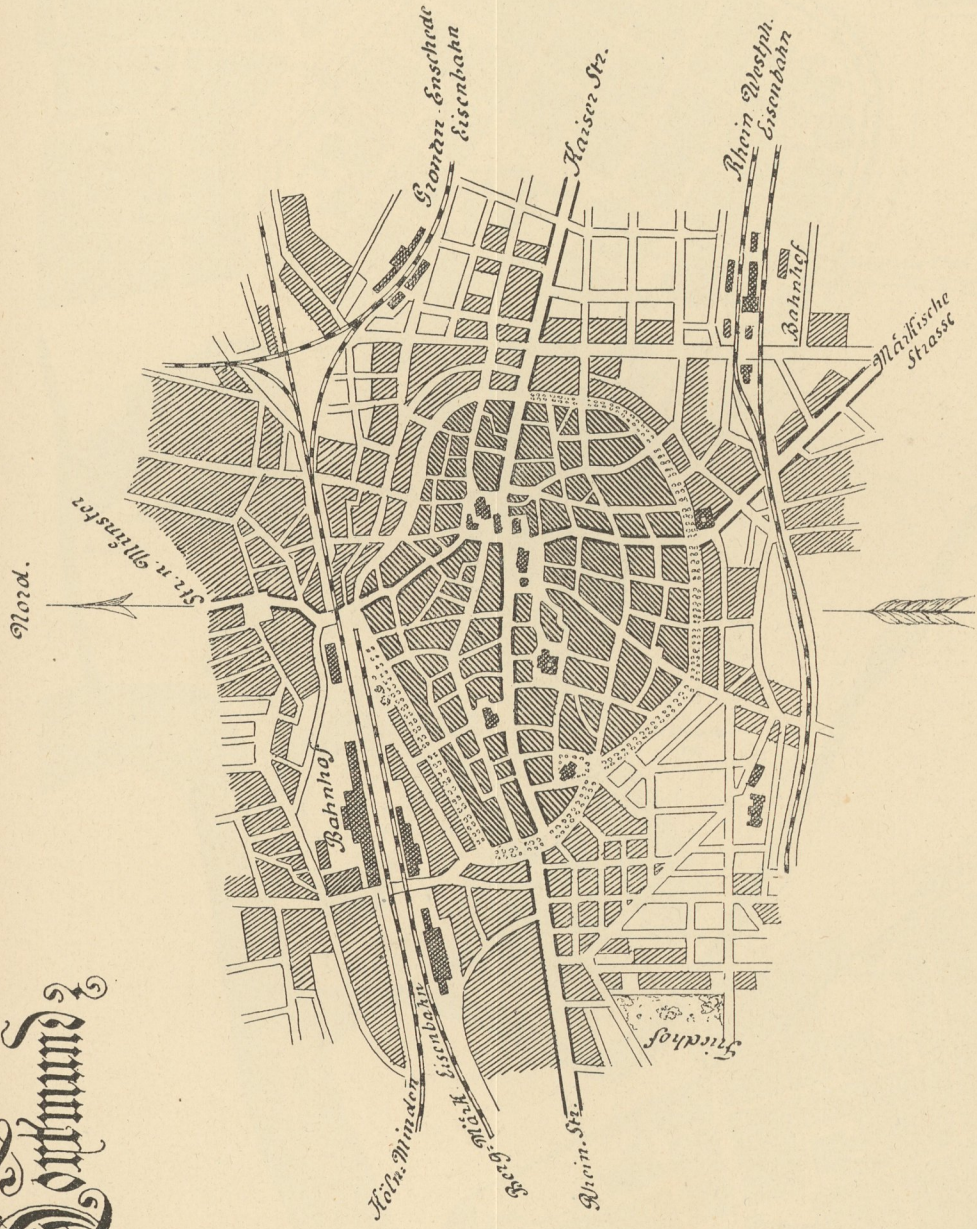 Dortmund
Nord.
Str. n. Münster
Gronau-Enschede
Eisenbahn
Kaiser Str.
Rhein Westph.
Eisenbahn
Bahnhof
Märkische
Strasse
Bahnhof
Köln-Minden
Berg-Märk. Eisenbahn
Rhein. Str.
Friedhof